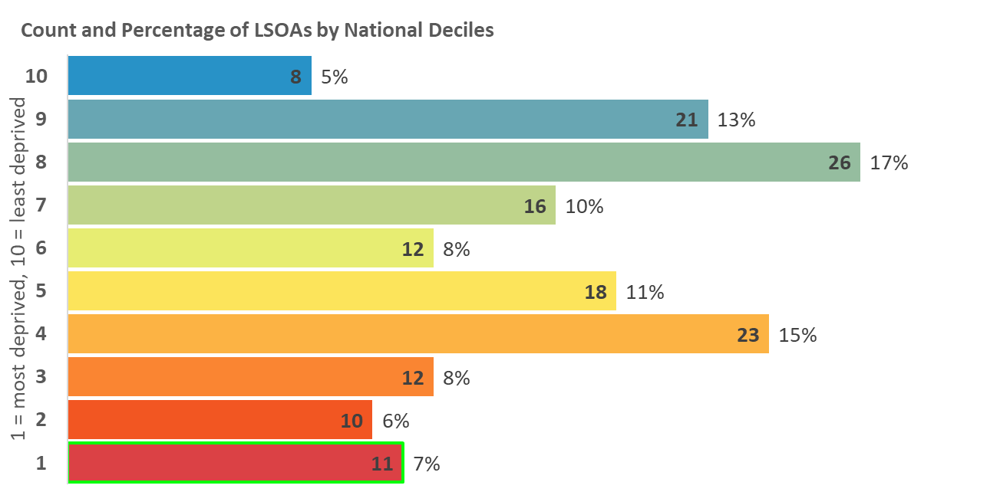 Count and Percentage of LSOAs by National Deciles
1 = most deprived, 10 = least deprived
10 8 5%
9 21 13%
8 26 17%
7 16 10%
6 12 8%
5 18 11%
4 23 15%
3 12 8%
2 10 6%
1 11 7%